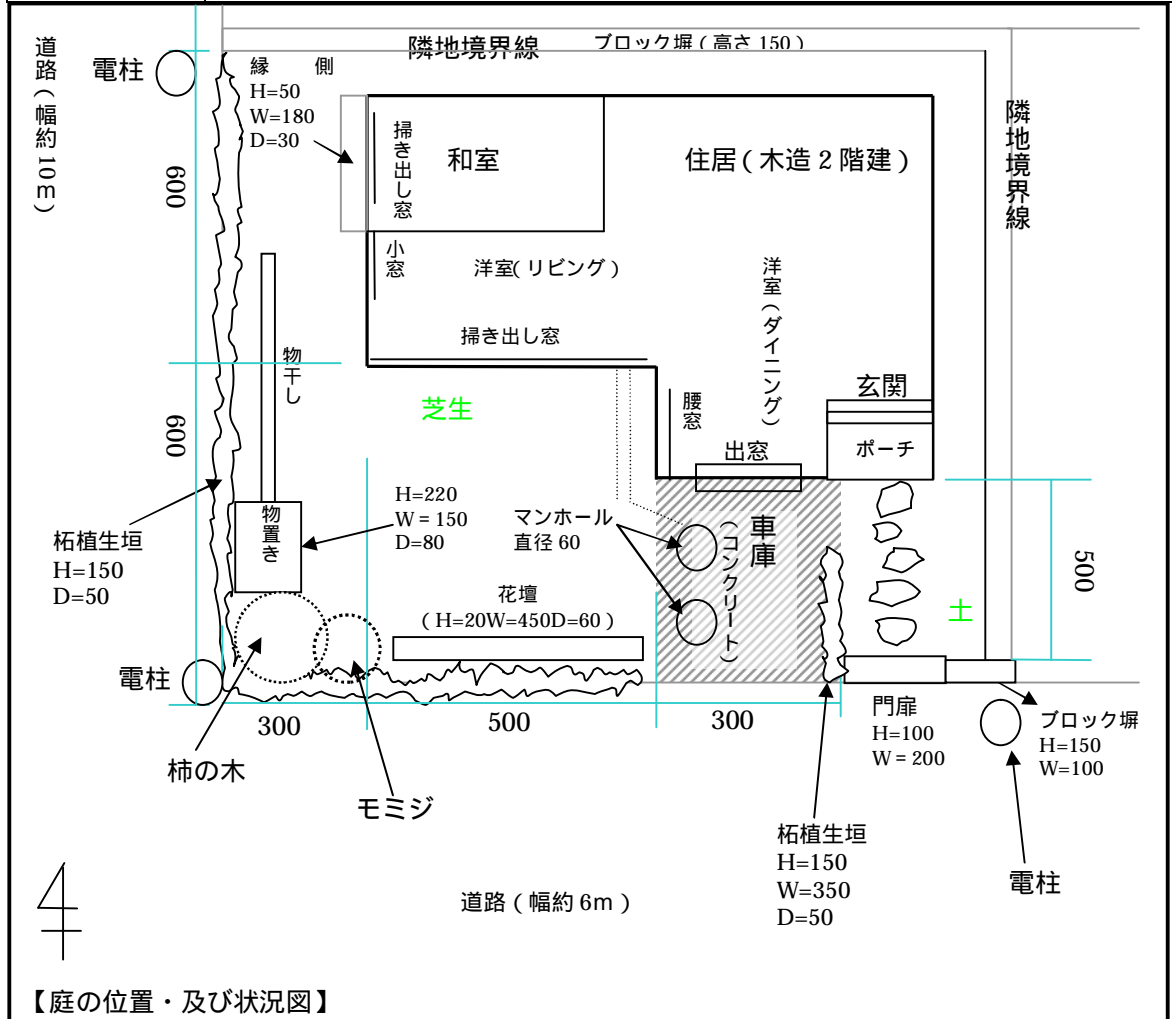 道路(幅約10m)
電柱
縁 側
H=50
W=180
D=30
隣地境界線
ブロック塀(高さ150)
隣地境界線
掃き出し窓
和室
住居(木造2階建)
600
小窓
洋室(リビング)
洋室(ダイニング)
掃き出し窓
物干し
芝生
腰窓
玄関
出窓
ポーチ
600
柘植生垣
H=150
D=50
物置き
H=220
W=150
D=80
マンホール
直径60
車庫
(コンクリート)
500
花壇
(H=20W=450D=60)
土
電柱
300
500
300
門扉
H=100
W=200
ブロック塀
H=150
W=100
柿の木
モミジ
柘植生垣
H=150
W=350
D=50
電柱
道路(幅約6m)
【庭の位置・及び状況図】